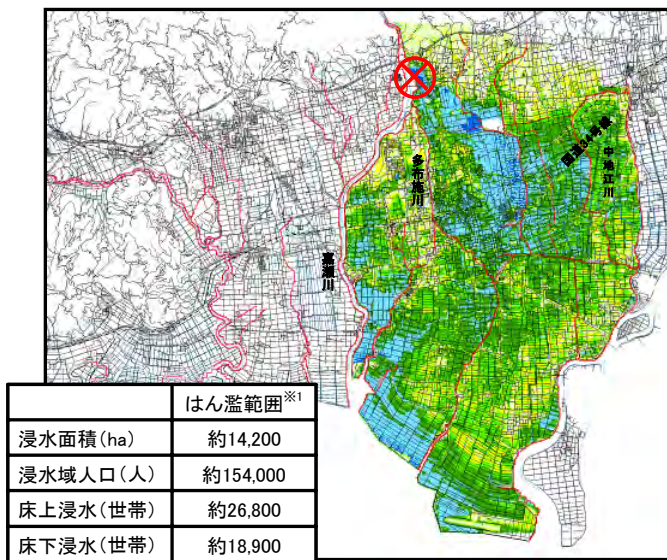 国道34号線
中地江川
多布施川
嘉瀬川
はん濫範囲※1
浸水面積(ha) 約14,200
浸水域人口(人) 約154,000
床上浸水(世帯) 約26,800
床下浸水(世帯) 約18,900